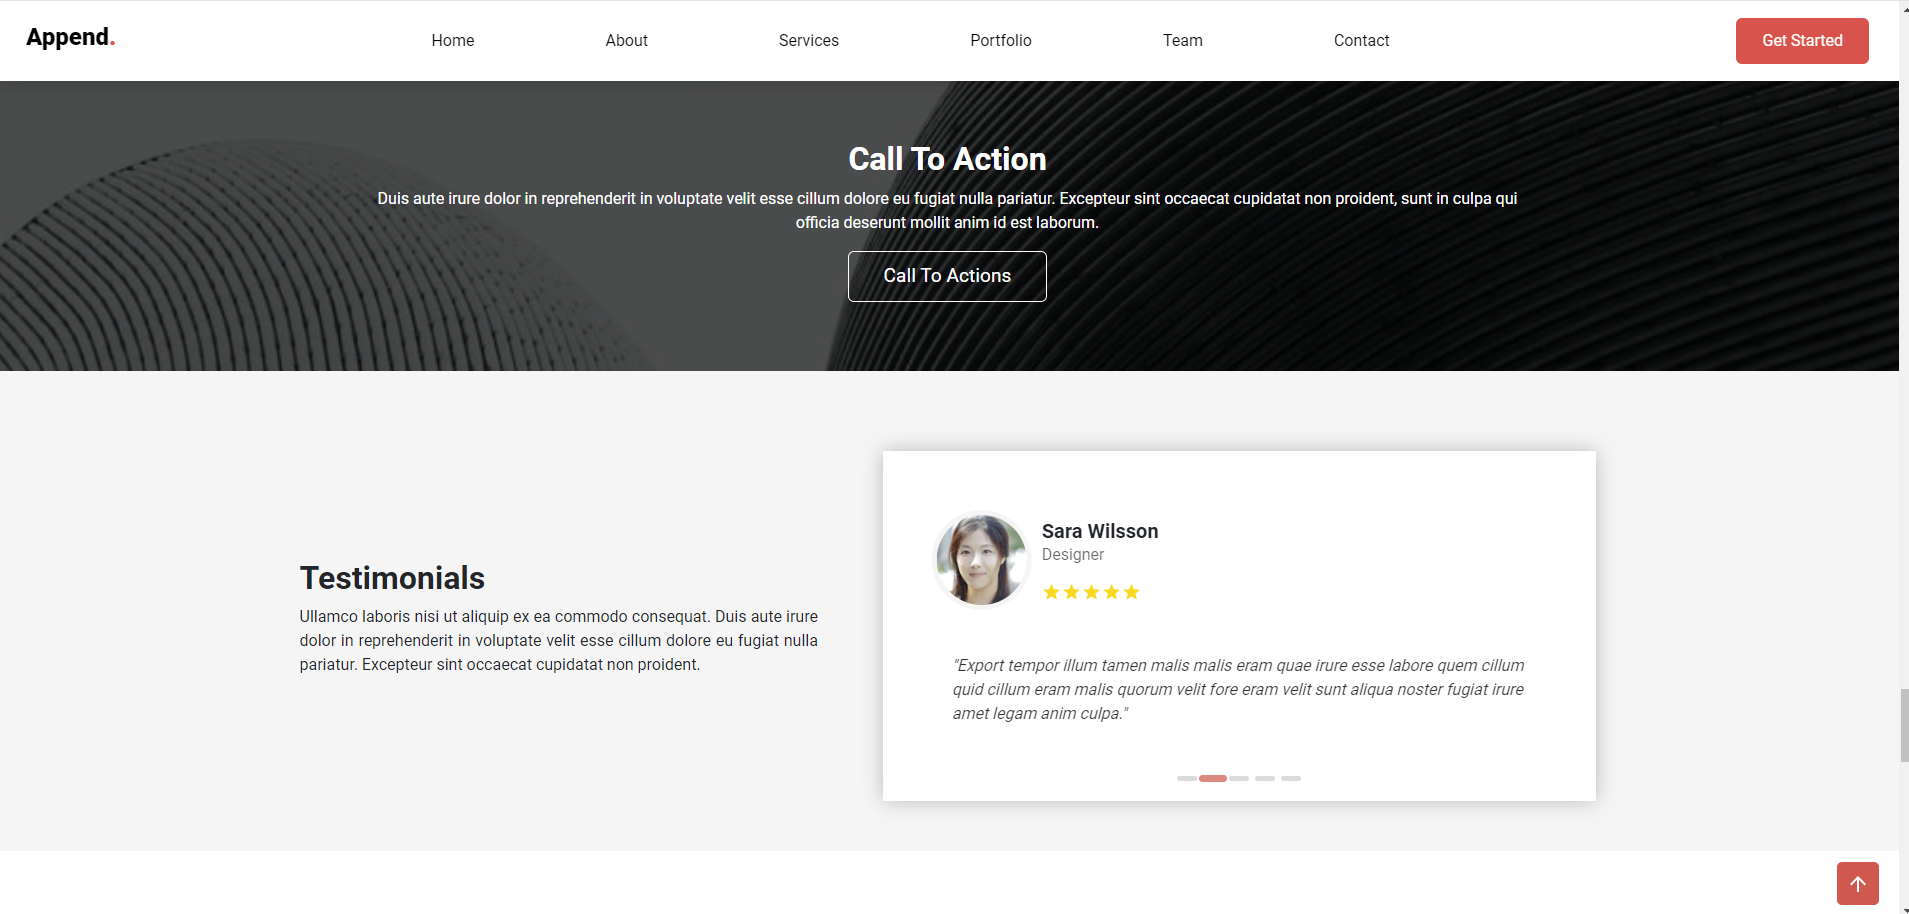 Append.
Home
About
Services
Portfolio
Team
Contact
Get Started
Call To Action
Duis aute irure dolor in reprehenderit in voluptate velit esse cillum dolore eu fugiat nulla pariatur. Excepteur sint occaecat cupidatat non proident, sunt in culpa qui
officia deserunt mollit anim id est laborum.
Call To Actions
Testimonials
Ullamco laboris nisi ut aliquip ex ea commodo consequat. Duis aute irure
dolor in reprehenderit in voluptate velit esse cillum dolore eu fugiat nulla
pariatur. Excepteur sint occaecat cupidatat non proident.
Sara Wilsson
Designer
"Export tempor illum tamen malis malis eram quae irure esse labore quem cillum
quid cillum eram malis quorum velit fore eram velit sunt aliqua noster fugiat irure
amet legam anim culpa."